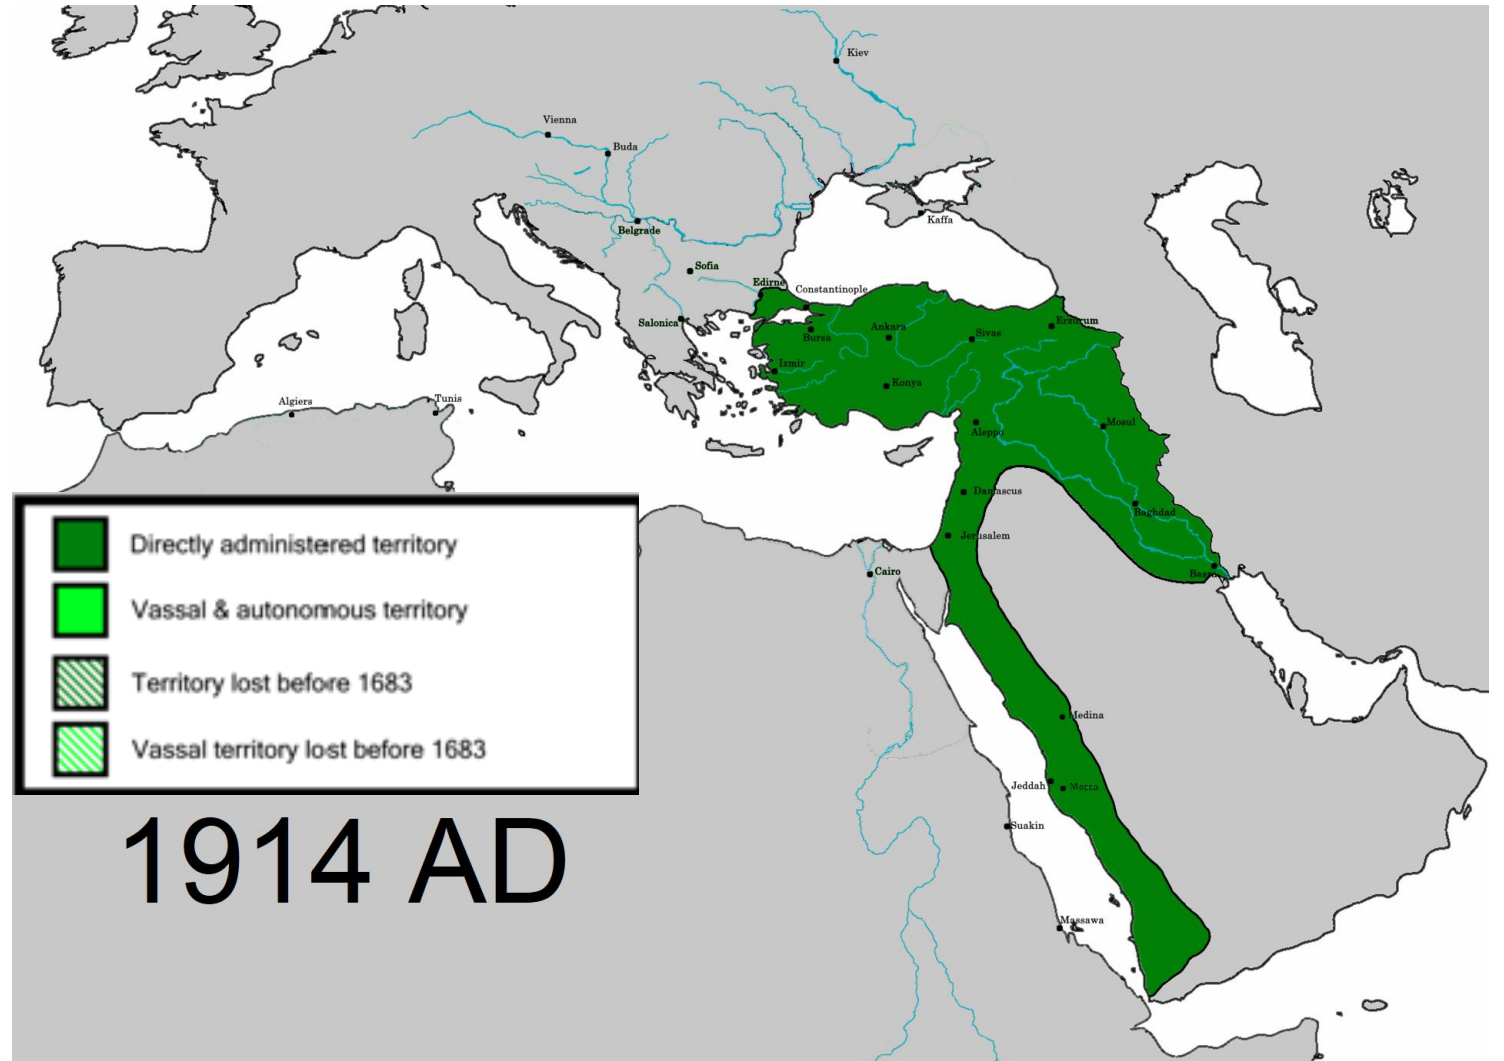 Kiev
Vienna
Buda
Kaffa
Belgrade
Sofia
Edirne
Constantinople
Salonica
Bursa
Ankara
Sivas
Erzurum
Izmir
Konya
Algiers
Tunis
Aleppo
Mosul
Damascus
Baghdad
Jerusalem
Cairo
Basra
Directly administered territory
Vassal & autonomous territory
Territory lost before 1683
Vassal territory lost before 1683
Medina
Jeddah
Mecca
Suakin
Massawa
1914 AD